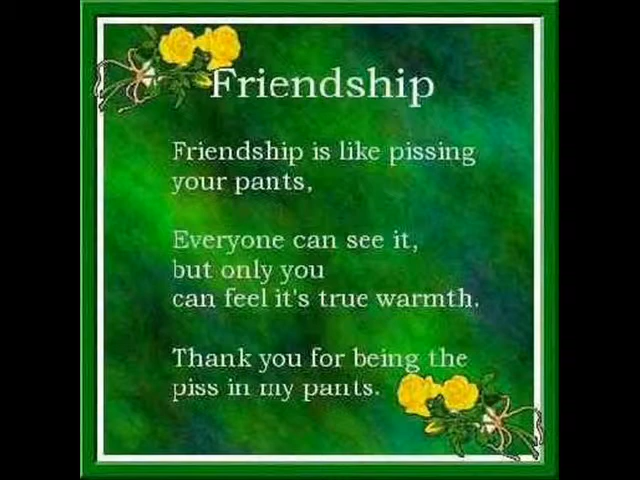 Friendship
Friendship is like pissing
your pants,
Everyone can see it,
but only you
can feel it's true warmth.
Thank you for being the
piss in my pants.